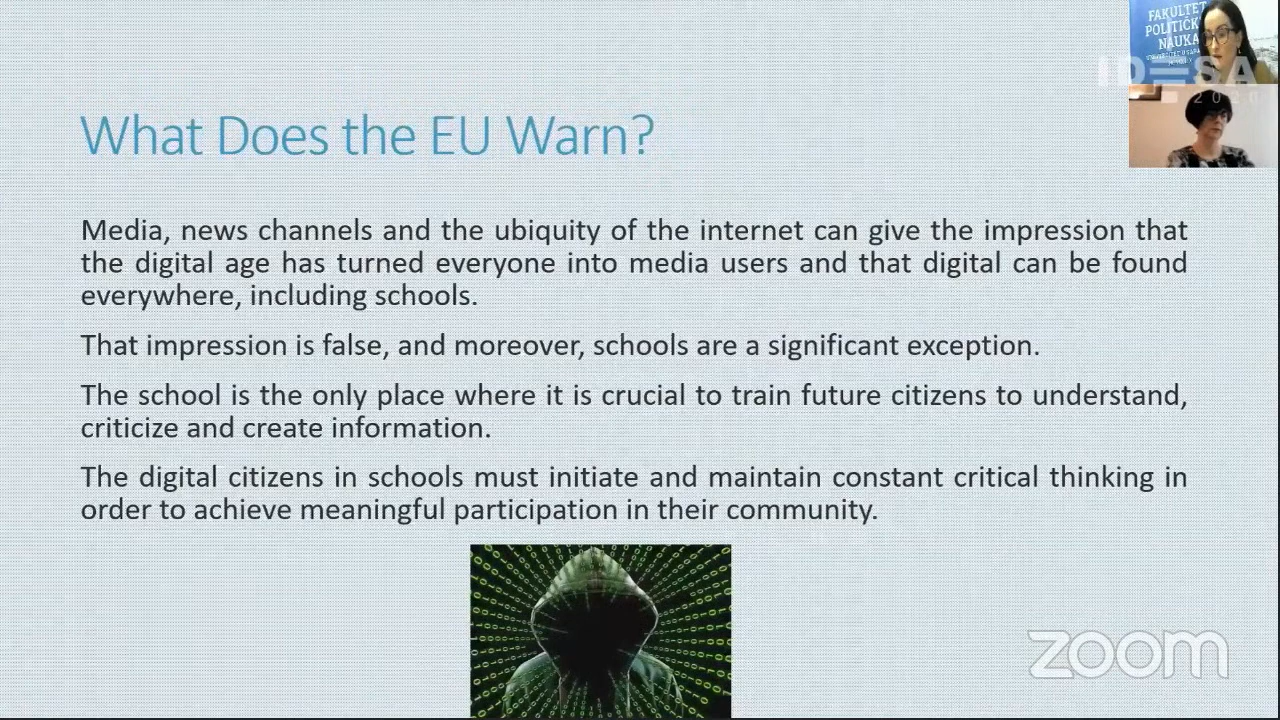 FAKULTET
POLITIČKIH
NAUKA
IDESA
2020
What Does the EU Warn?
Media, news channels and the ubiquity of the internet can give the impression that
the digital age has turned everyone into media users and that digital can be found
everywhere, including schools.
That impression is false, and moreover, schools are a significant exception.
The school is the only place where it is crucial to train future citizens to understand,
criticize and create information.
The digital citizens in schools must initiate and maintain constant critical thinking in
order to achieve meaningful participation in their community.
zoom